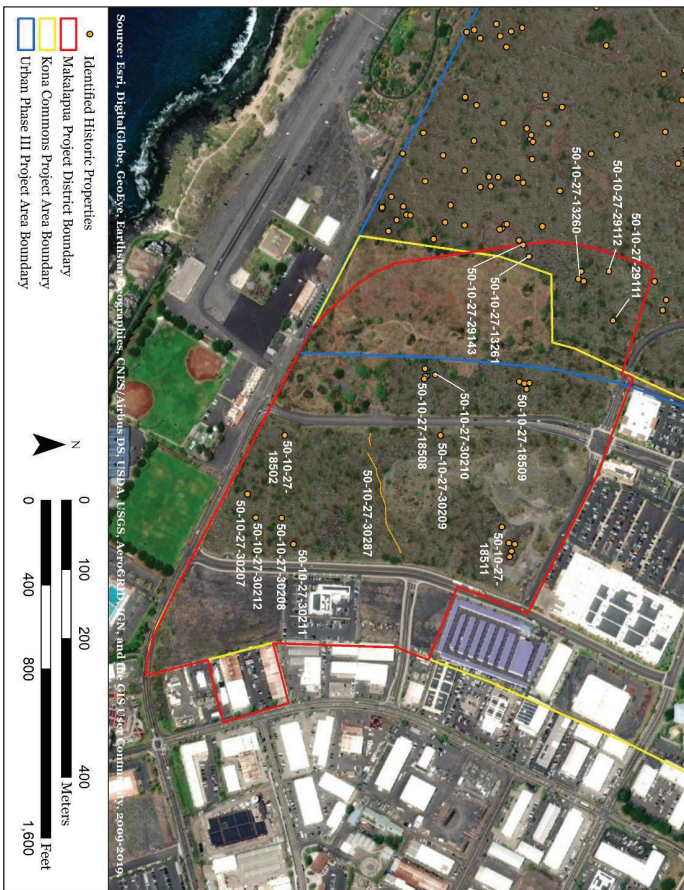 50-10-27-29111
50-10-27-29112
50-10-27-13260
50-10-27-13261
50-10-27-29143
50-10-27-18509
50-10-27-
18511
50-10-27-30209
50-10-27-30210
50-10-27-18508
50-10-27-30287
50-10-27-30211
50-10-27-
18502
50-10-27-30208
50-10-27-30212
50-10-27-30207
Source: Esri, DigitalGlobe, GeoEye, Earthstar Geographics, CNES/Airbus DS, USDA, USGS, AeroGRID, IGN, and the GIS User Community, 2009-2019
Identified Historic Properties
Makalapua Project District Boundary
Kona Commons Project Area Boundary
Urban Phase III Project Area Boundary
N
0 100 200 400
Meters
Feet
0 400 800 1,600